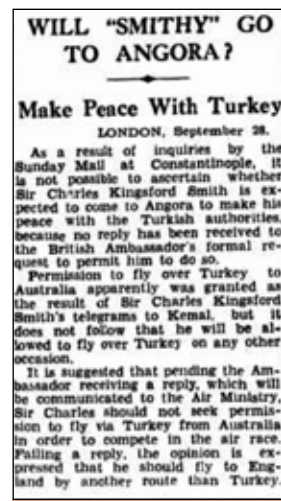 WILL "SMITHY" GO
TO ANGORA?
Make Peace With Turkey
LONDON, September 28.
As a result of inquiries by the
Sunday Mail at Constantinople, it
is not possible to ascertain whether
Sir Charles Kingsford Smith is ex-
pected to come to Angora to make his
peace with the Turkish authorities,
because no reply has been received to
the British Ambassador's formal re-
quest to permit him to do so.
Permission to fly over Turkey to
Australia apparently was granted as
the result of Sir Charles Kingsford
Smith's telegrams to Kemal, but it
does not follow that he will be al-
lowed to fly over Turkey on any other
occasion.
It is suggested that pending the Am-
bassador receiving a reply, which will
be communicated to the Air Ministry,
Sir Charles should not seek permis-
sion to fly via Turkey from Australia
in order to compete in the air race.
Failing a reply, the opinion is ex-
pressed that he should fly to Eng-
land by another route than Turkey.